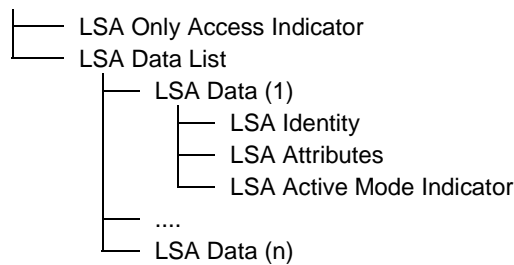 LSA Only Access Indicator
LSA Data List
LSA Data (1)
LSA Identity
LSA Attributes
LSA Active Mode Indicator
....
LSA Data (n)